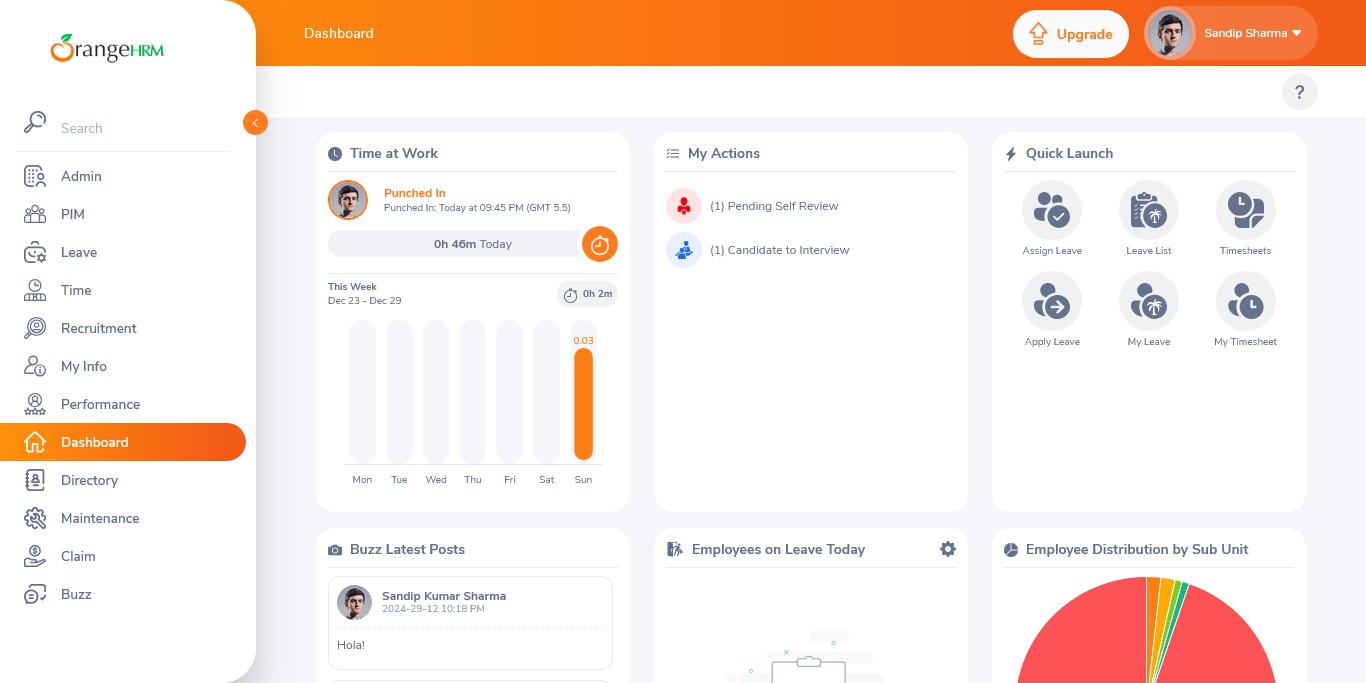 OrangeHRM
Search
Admin
PIM
Leave
Time
Recruitment
My Info
Performance
Dashboard
Directory
Maintenance
Claim
Buzz
Dashboard
Upgrade
Sandip Sharma
?
Time at Work
Punched In
Punched In: Today at 09:45 PM (GMT 5.5)
0h 46m Today
This Week
Dec 23 - Dec 29
0h 2m
0.03
Mon Tue Wed Thu Fri Sat Sun
My Actions
(1) Pending Self Review
(1) Candidate to Interview
Quick Launch
Assign Leave
Leave List
Timesheets
Apply Leave
My Leave
My Timesheet
Buzz Latest Posts
Sandip Kumar Sharma
2024-29-12 10:18 PM
Hola!
Employees on Leave Today
Employee Distribution by Sub Unit